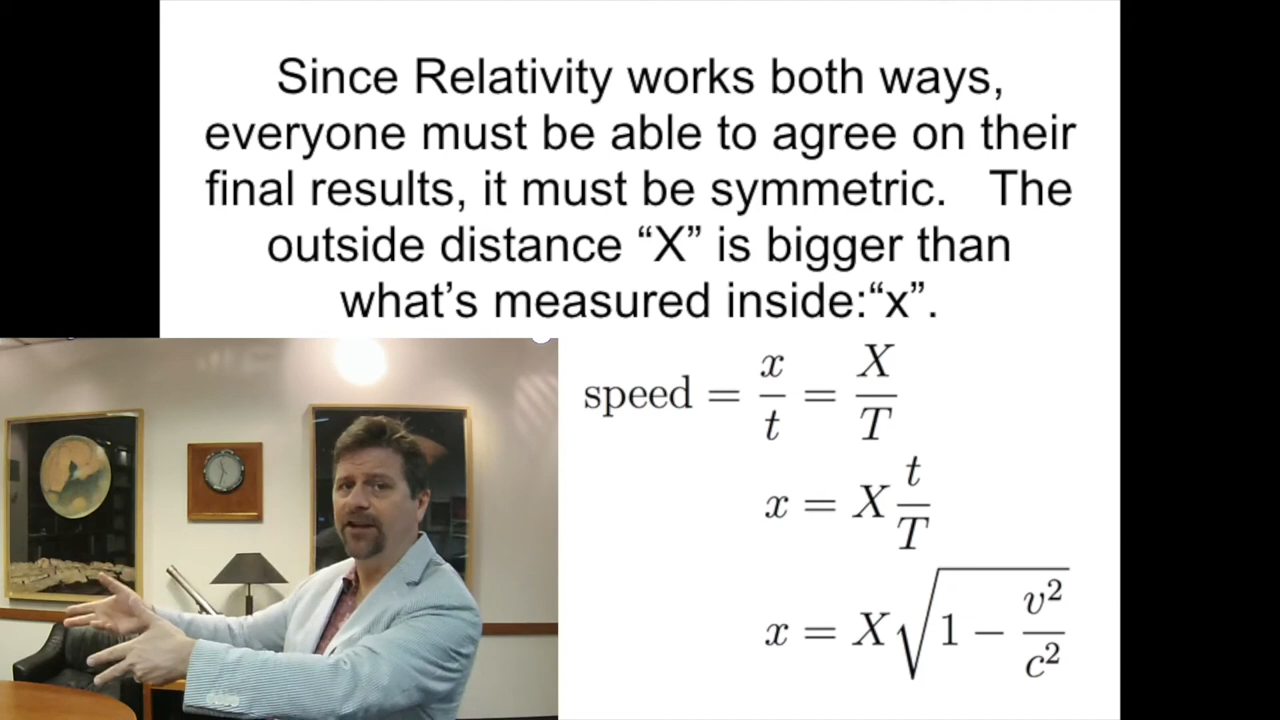 Since Relativity works both ways,
everyone must be able to agree on their
final results, it must be symmetric. The
outside distance “X” is bigger than
what’s measured inside:“x”.
speed = x/t = X/T
x = X t/T
x = X√(1 − v²/c²)